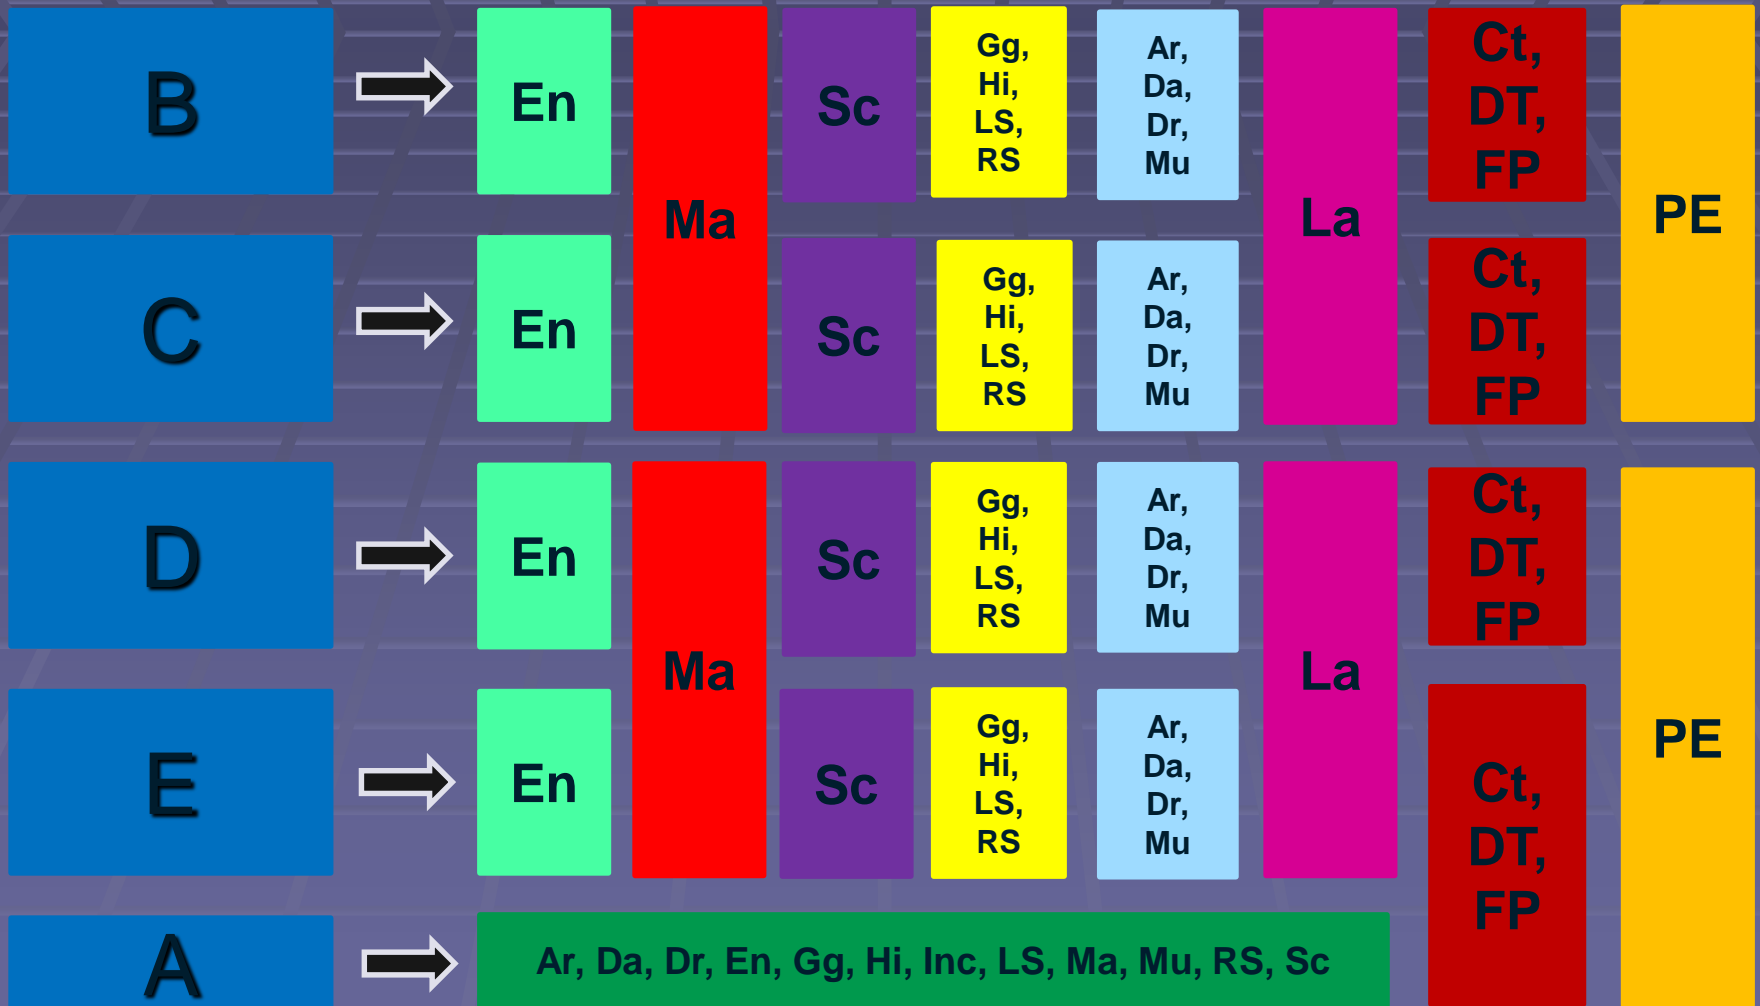 B
En
Ma
Sc
Gg,
Hi,
LS,
RS
Ar,
Da,
Dr,
Mu
La
Ct,
DT,
FP
PE
C
En
Sc
Gg,
Hi,
LS,
RS
Ar,
Da,
Dr,
Mu
Ct,
DT,
FP
D
En
Ma
Sc
Gg,
Hi,
LS,
RS
Ar,
Da,
Dr,
Mu
La
Ct,
DT,
FP
PE
E
En
Sc
Gg,
Hi,
LS,
RS
Ar,
Da,
Dr,
Mu
Ct,
DT,
FP
A
Ar, Da, Dr, En, Gg, Hi, Inc, LS, Ma, Mu, RS, Sc